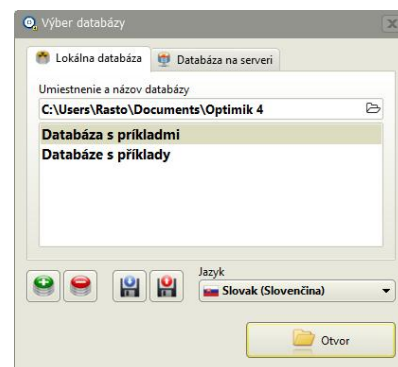 Výber databázy
Lokálna databáza
Databáza na serveri
Umiestnenie a názov databázy
C:\Users\Rasto\Documents\Optimik 4
Databáza s príkladmi
Databáze s příklady
Jazyk
Slovak (Slovenčina)
Otvor